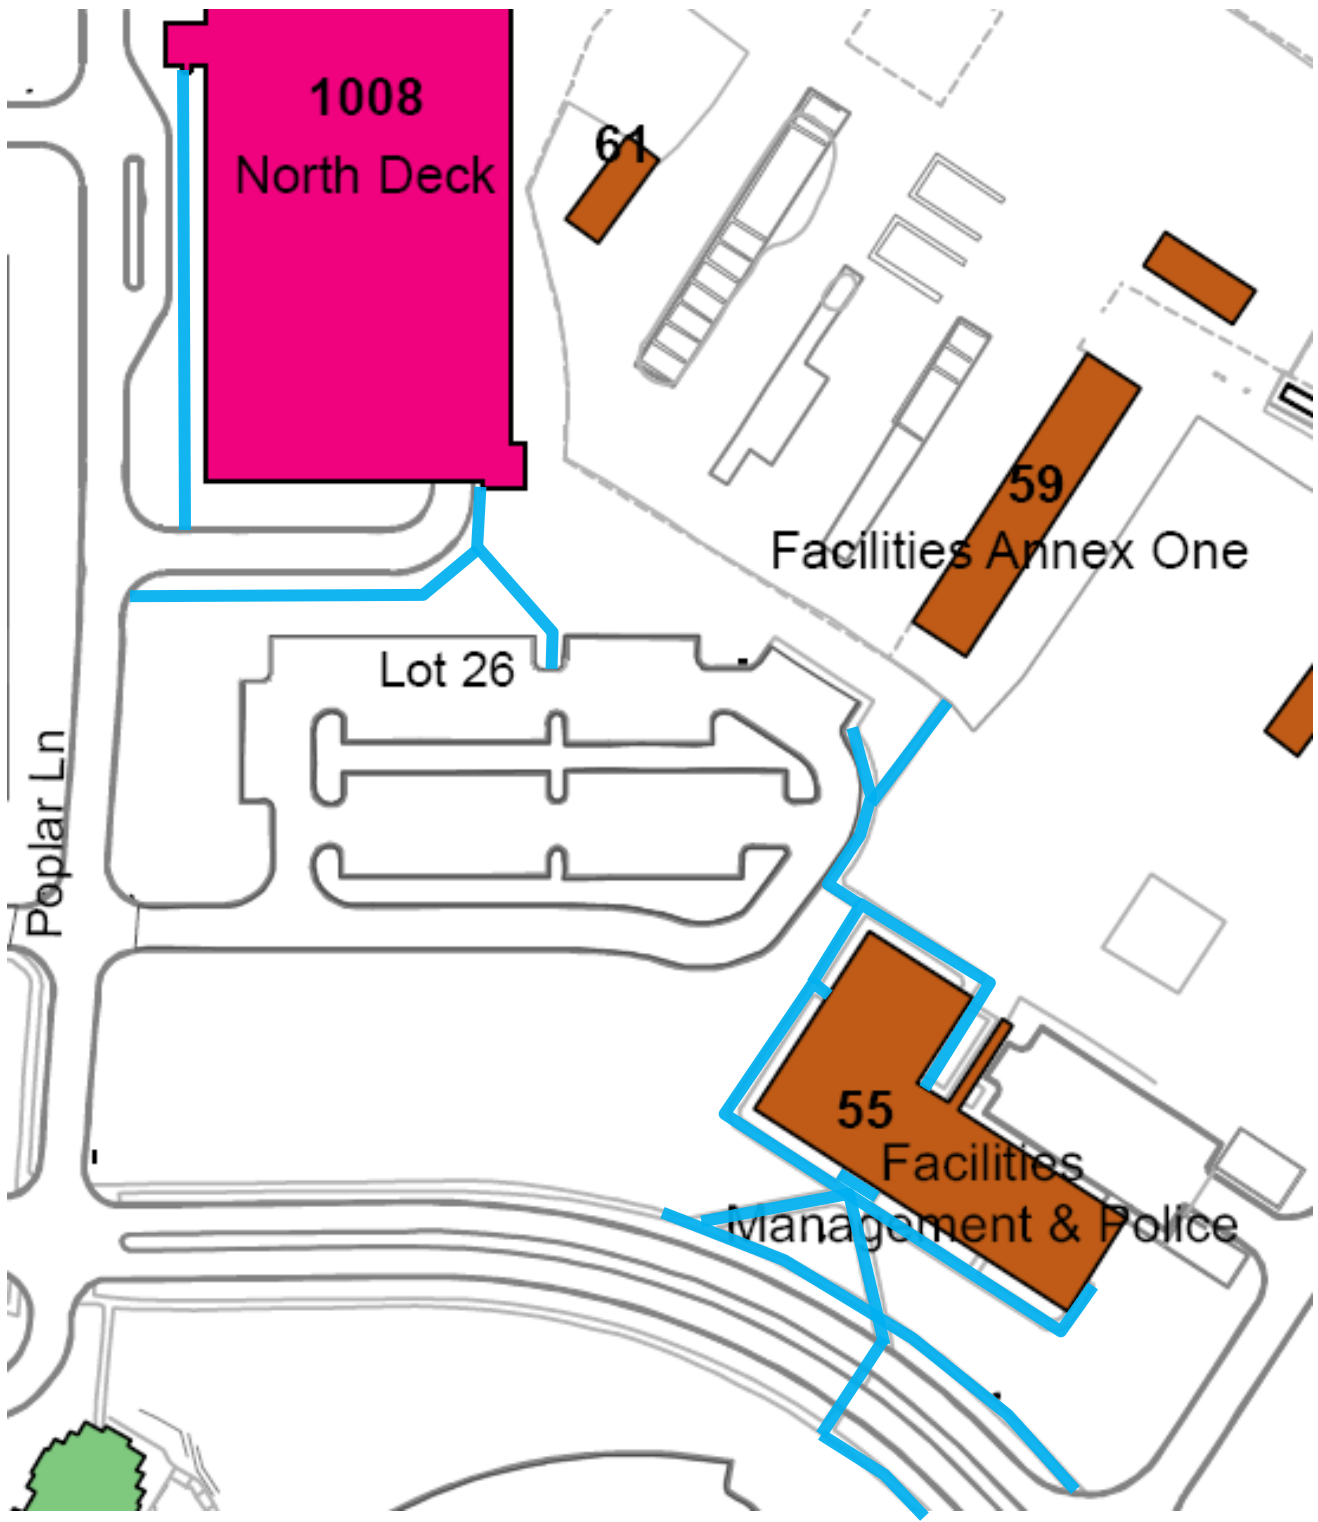 1008
North Deck
61
59
Facilities Annex One
Lot 26
Poplar Ln
55
Facilities
Management & Police